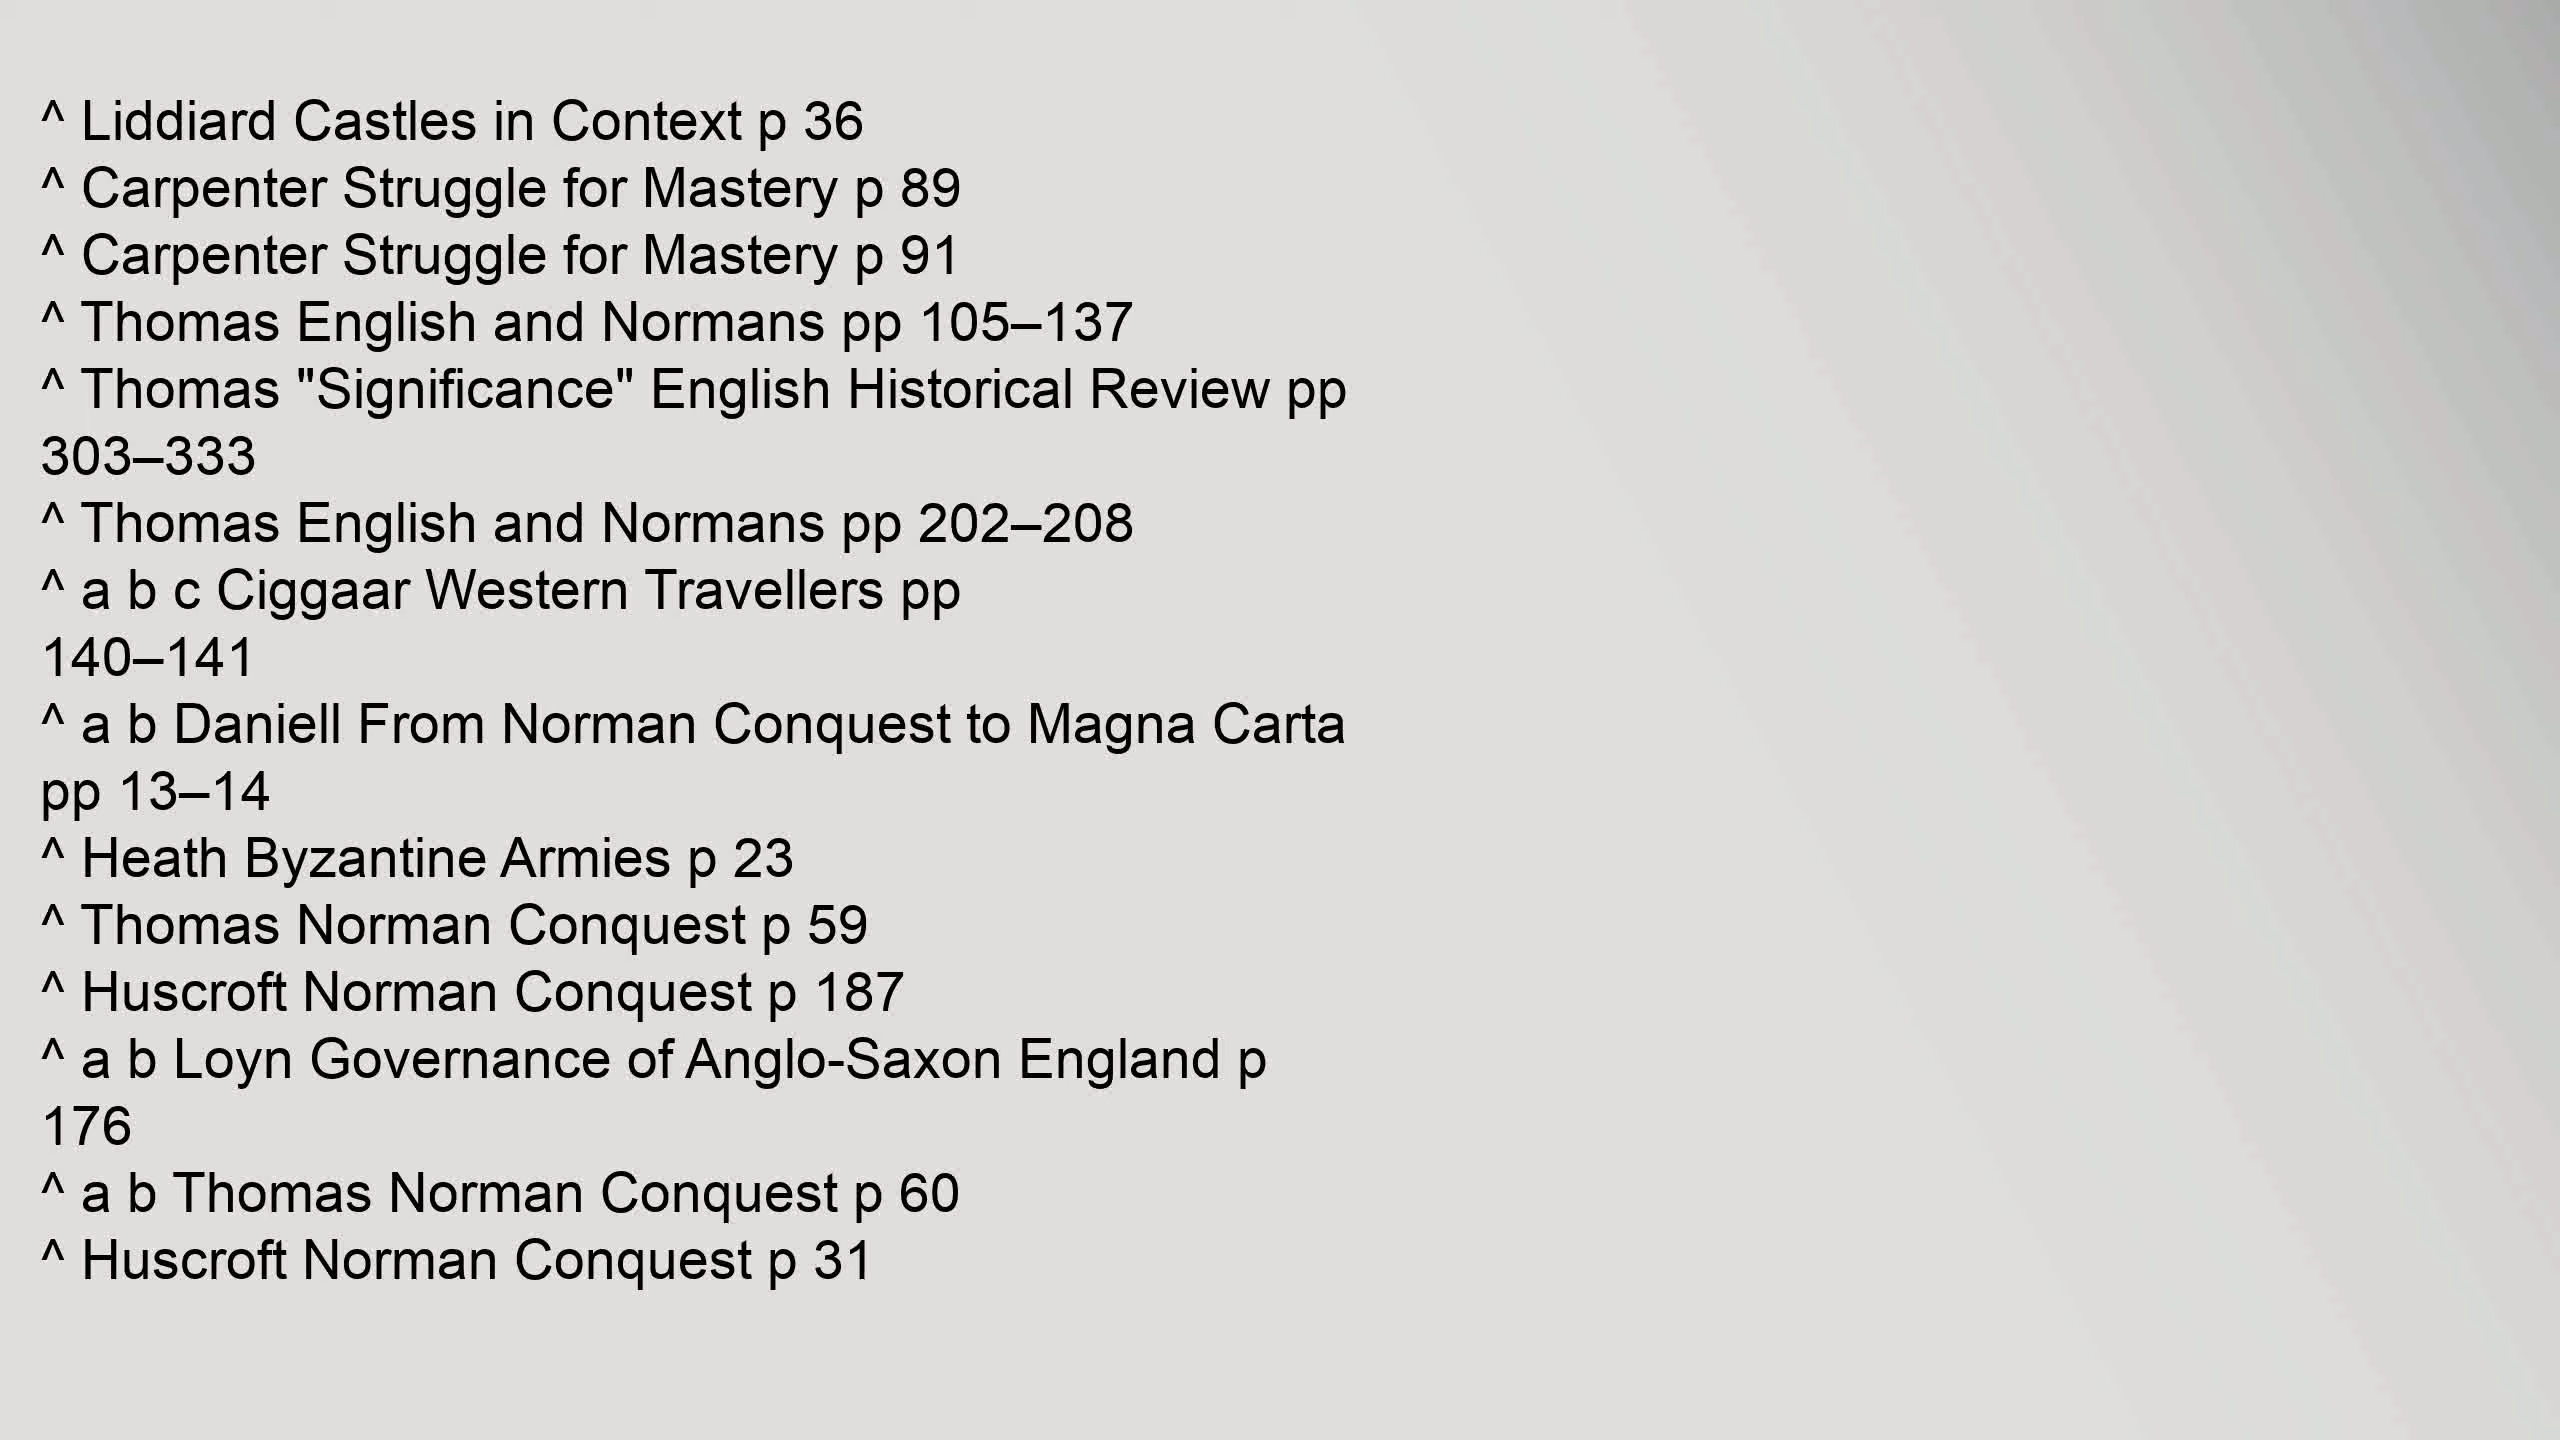 ^ Liddiard Castles in Context p 36
^ Carpenter Struggle for Mastery p 89
^ Carpenter Struggle for Mastery p 91
^ Thomas English and Normans pp 105–137
^ Thomas "Significance" English Historical Review pp
303–333
^ Thomas English and Normans pp 202–208
^ a b c Ciggaar Western Travellers pp
140–141
^ a b Daniell From Norman Conquest to Magna Carta
pp 13–14
^ Heath Byzantine Armies p 23
^ Thomas Norman Conquest p 59
^ Huscroft Norman Conquest p 187
^ a b Loyn Governance of Anglo-Saxon England p
176
^ a b Thomas Norman Conquest p 60
^ Huscroft Norman Conquest p 31